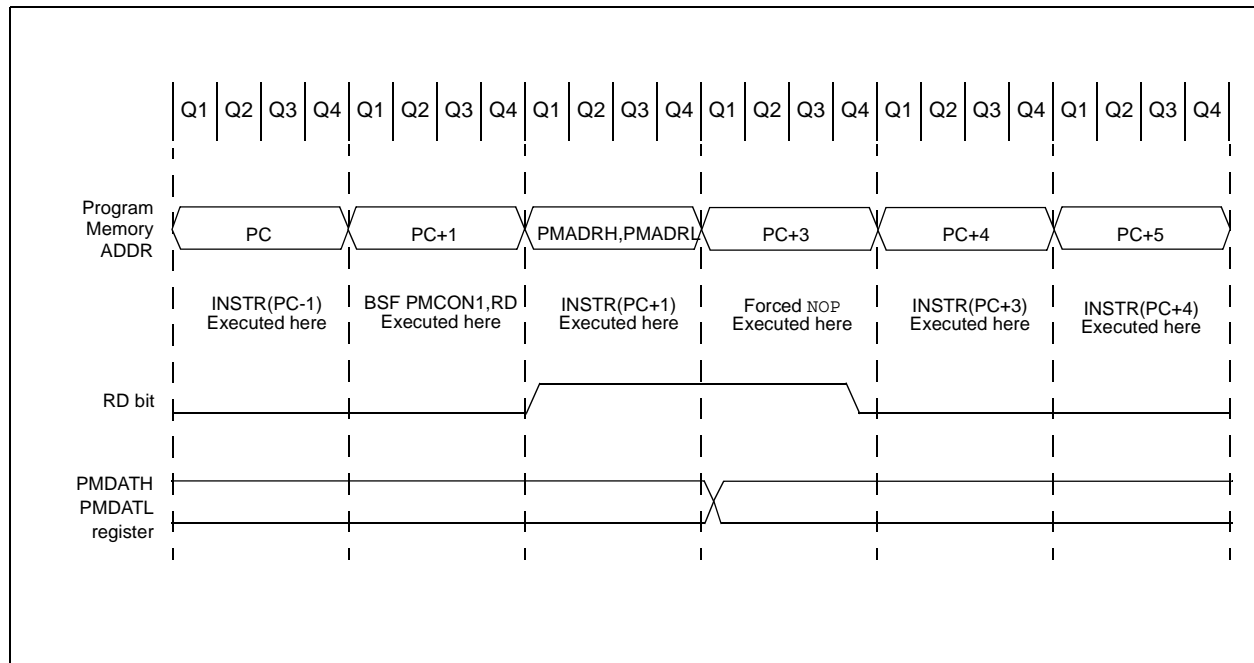 Q1 Q2 Q3 Q4 Q1 Q2 Q3 Q4 Q1 Q2 Q3 Q4 Q1 Q2 Q3 Q4 Q1 Q2 Q3 Q4 Q1 Q2 Q3 Q4
Program
Memory
ADDR
PC
PC+1
PMADRH,PMADRL
PC+3
PC+4
PC+5
INSTR(PC-1)
Executed here
BSF PMCON1,RD
Executed here
INSTR(PC+1)
Executed here
Forced NOP
Executed here
INSTR(PC+3)
Executed here
INSTR(PC+4)
Executed here
RD bit
PMDATH
PMDATL
register